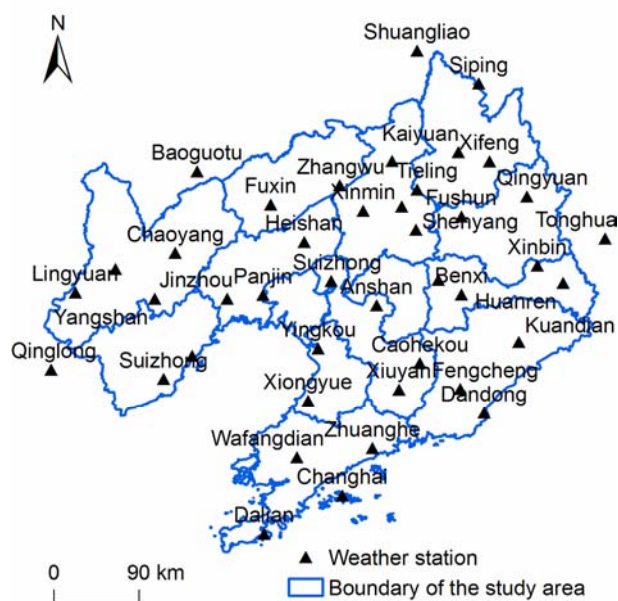 Shuangliao
N
Siping
Kaiyuan
Xifeng
Baoguotu
Zhangwu
Tieling
Qingyuan
Fuxin
Xinmin
Fushun
Heishan
Shenyang
Tonghua
Chaoyang
Xinbin
Lingyuan
Jinzhou
Panjin
Suizhong
Anshan
Benxi
Huanren
Yangshan
Kuandian
Yingkou
Caohekou
Qinglong
Suizhong
Xiuyan
Fengcheng
Xiongyue
Dandong
Zhuanghe
Wafangdian
Changhai
Dalian
Weather station
0 90 km
Boundary of the study area